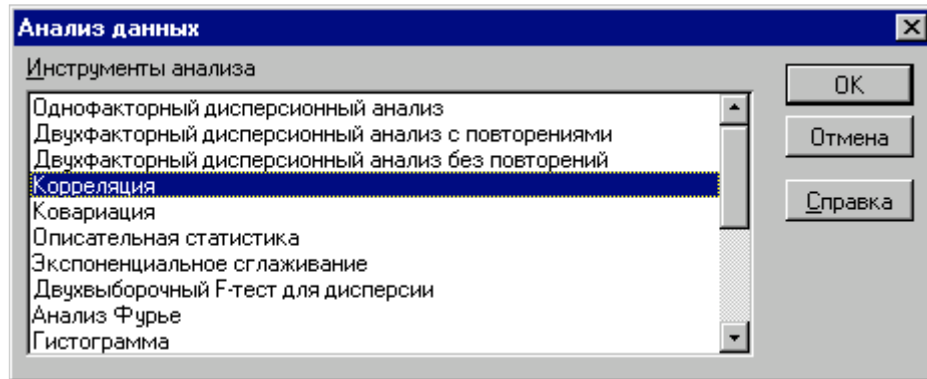 Анализ данных
Инструменты анализа
Однофакторный дисперсионный анализ
Двухфакторный дисперсионный анализ с повторениями
Двухфакторный дисперсионный анализ без повторений
Корреляция
Ковариация
Описательная статистика
Экспоненциальное сглаживание
Двухвыборочный F-тест для дисперсии
Анализ Фурье
Гистограмма
OK
Отмена
Справка